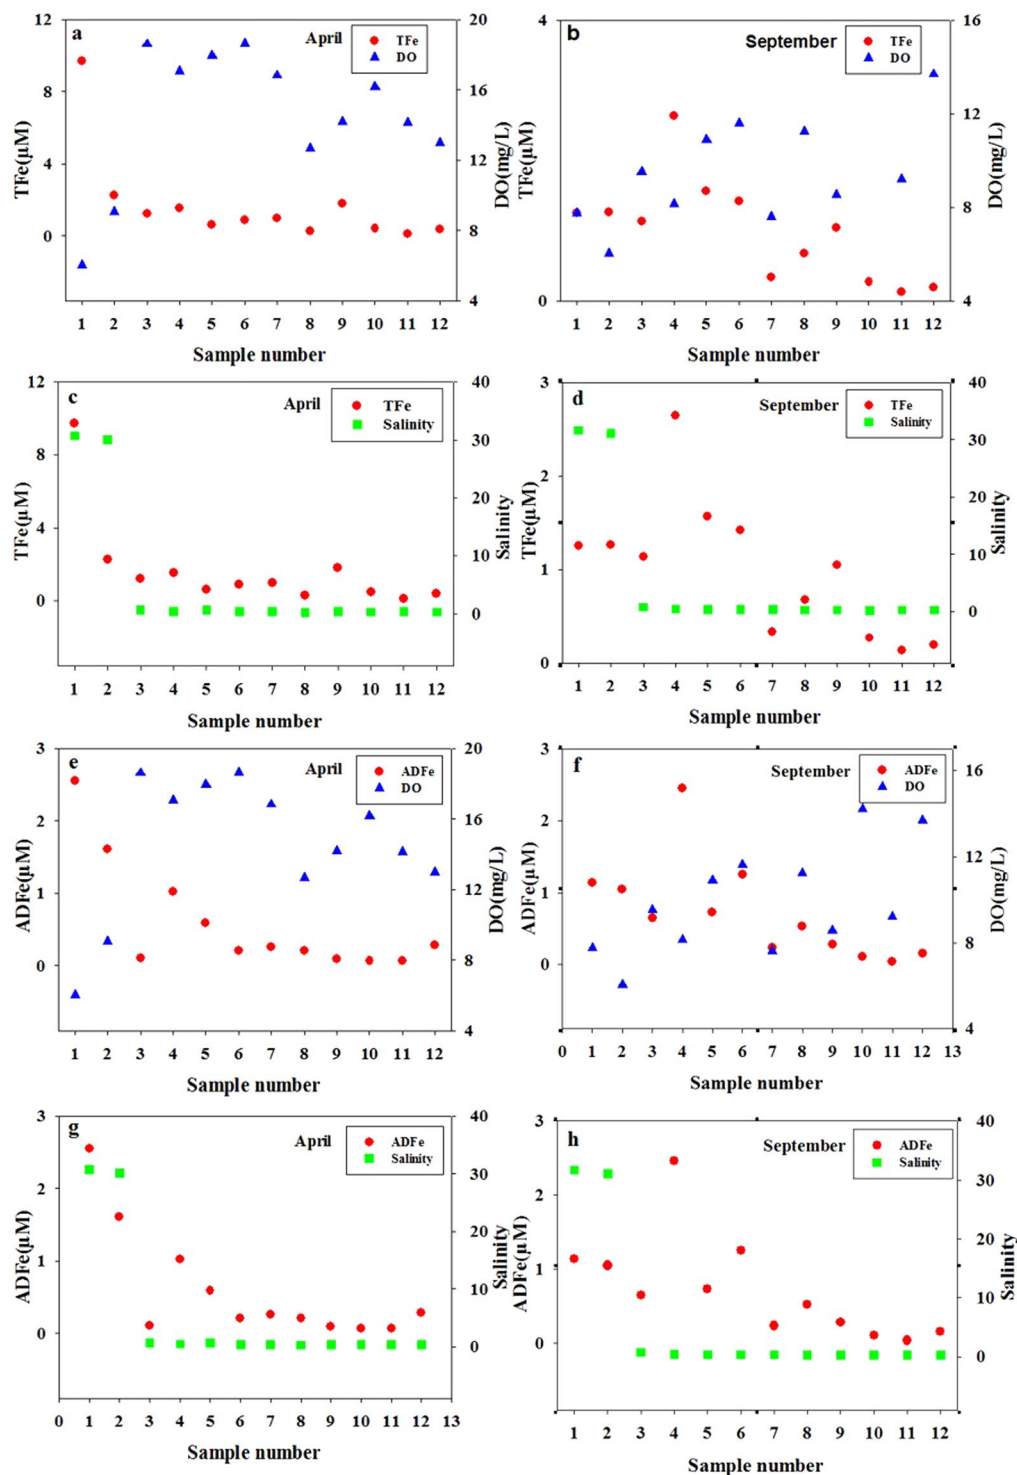 a
April
TFe
DO
12
8
4
0
TFe(μM)
20
16
12
8
4
DO(mg/L)
1 2 3 4 5 6 7 8 9 10 11 12
Sample number
b
September
TFe
DO
4
0
TFe(μM)
16
12
8
4
DO(mg/L)
1 2 3 4 5 6 7 8 9 10 11 12
Sample number
c
April
TFe
Salinity
12
8
4
0
TFe(μM)
40
30
20
10
0
Salinity
1 2 3 4 5 6 7 8 9 10 11 12
Sample number
d
September
TFe
Salinity
3
2
1
0
TFe(μM)
40
30
20
10
0
Salinity
1 2 3 4 5 6 7 8 9 10 11 12
Sample number
e
April
ADFe
DO
3
2
1
0
ADFe(μM)
20
16
12
8
4
DO(mg/L)
1 2 3 4 5 6 7 8 9 10 11 12
Sample number
f
September
ADFe
DO
3
2
1
0
ADFe(μM)
16
12
8
4
DO(mg/L)
0 1 2 3 4 5 6 7 8 9 10 11 12 13
Sample number
g
April
ADFe
Salinity
3
2
1
0
ADFe(μM)
40
30
20
10
0
Salinity
0 1 2 3 4 5 6 7 8 9 10 11 12 13
Sample number
h
September
ADFe
Salinity
3
2
1
0
ADFe(μM)
40
30
20
10
0
Salinity
1 2 3 4 5 6 7 8 9 10 11 12
Sample number